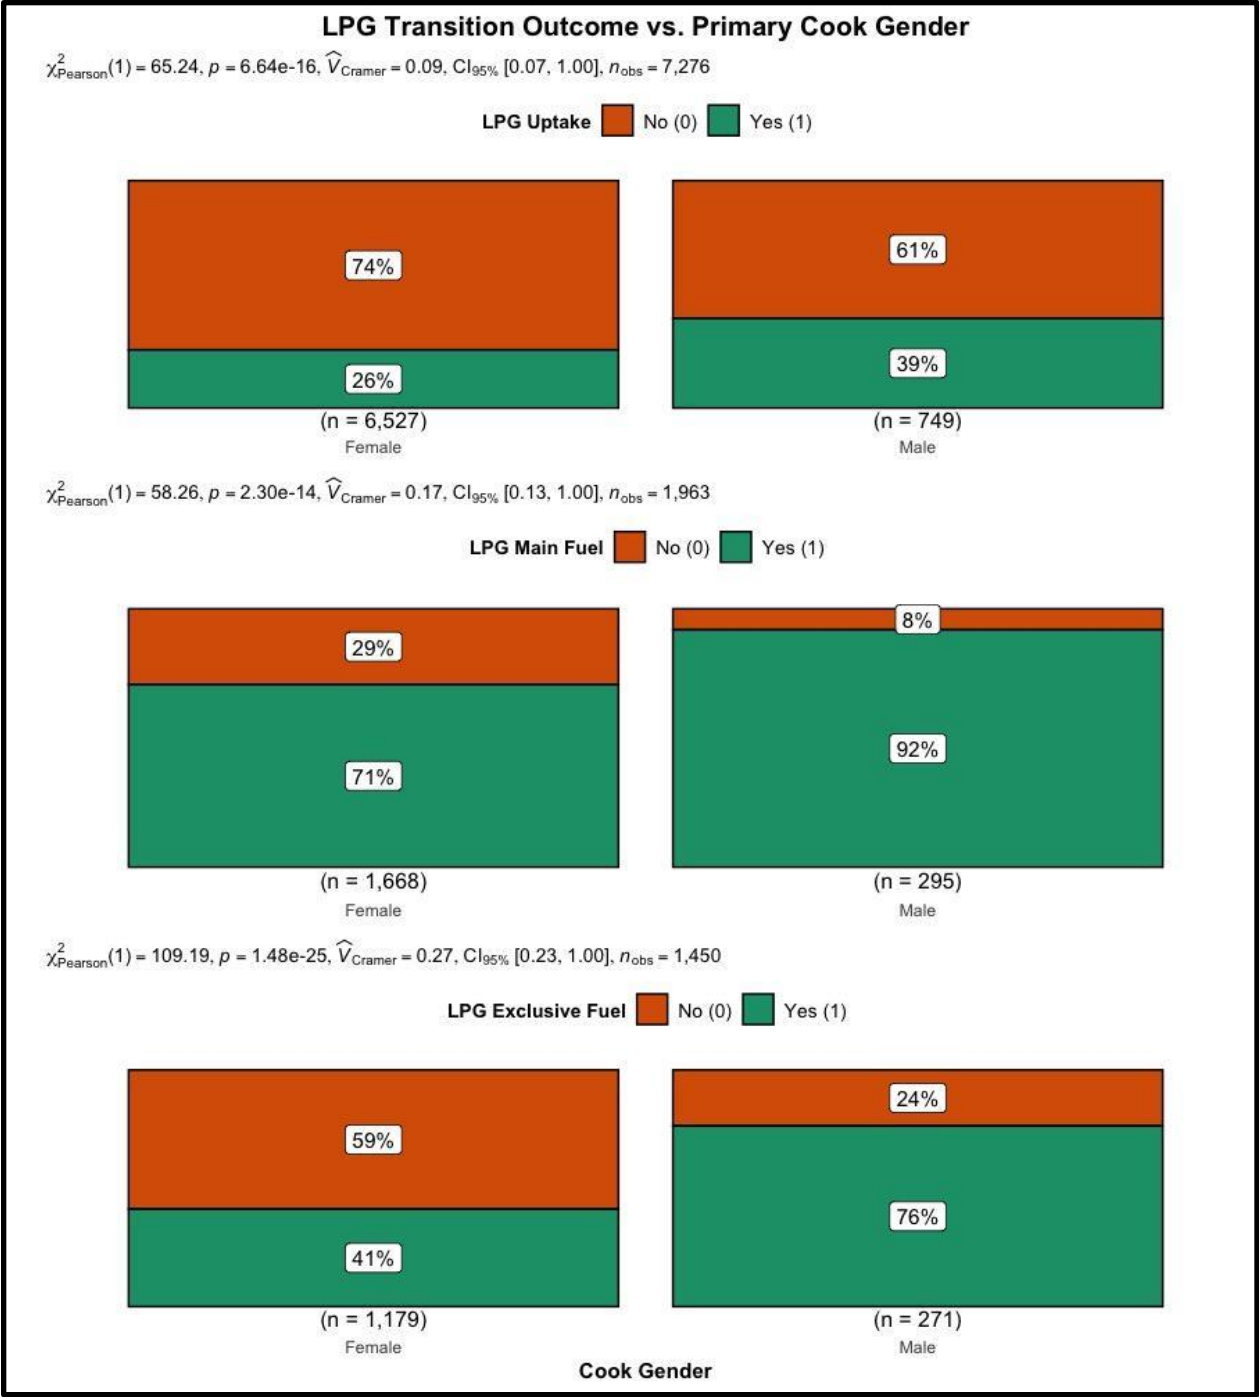 LPG Transition Outcome vs. Primary Cook Gender
χ²Pearson(1) = 65.24, p = 6.64e-16, V̂Cramer = 0.09, CI95% [0.07, 1.00], nobs = 7,276
LPG Uptake No (0) Yes (1)
74% 61%
26% 39%
(n = 6,527) (n = 749)
Female Male
χ²Pearson(1) = 58.26, p = 2.30e-14, V̂Cramer = 0.17, CI95% [0.13, 1.00], nobs = 1,963
LPG Main Fuel No (0) Yes (1)
29% 8%
71% 92%
(n = 1,668) (n = 295)
Female Male
χ²Pearson(1) = 109.19, p = 1.48e-25, V̂Cramer = 0.27, CI95% [0.23, 1.00], nobs = 1,450
LPG Exclusive Fuel No (0) Yes (1)
59% 24%
41% 76%
(n = 1,179) (n = 271)
Female Male
Cook Gender